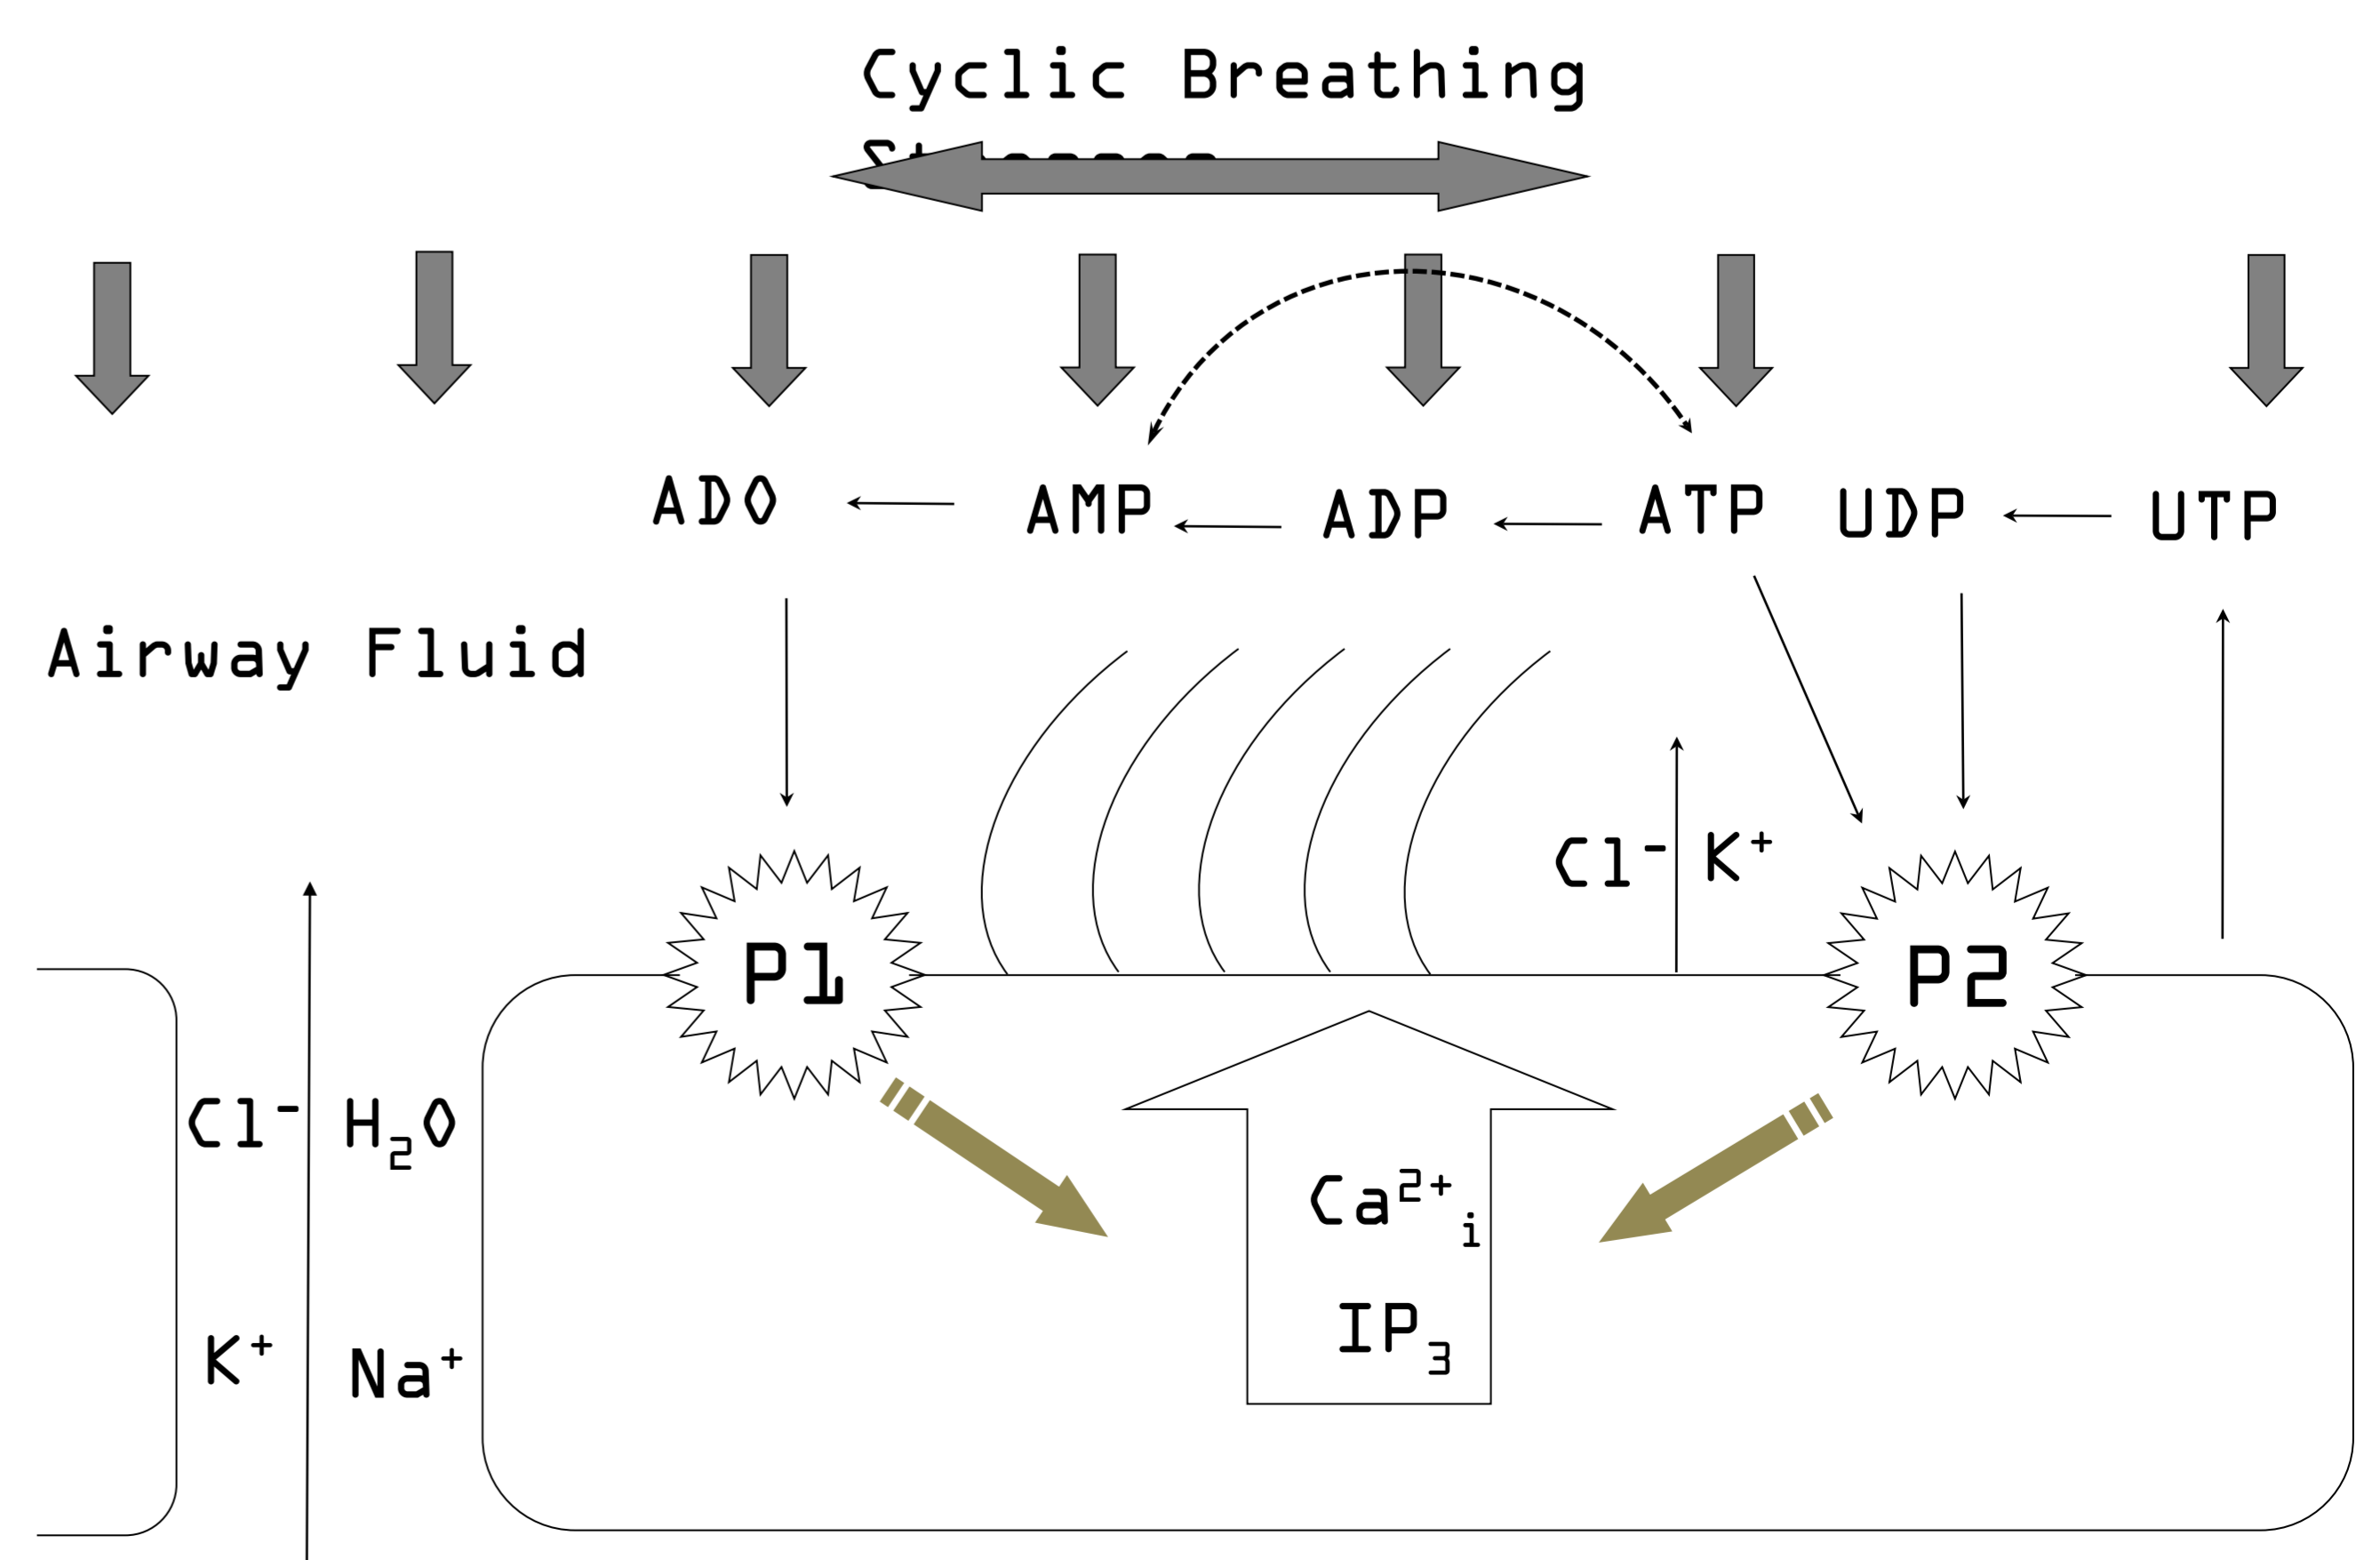 Cyclic Breathing
ADO AMP ADP ATP UDP UTP
Airway Fluid
Cl⁻ K⁺
P1 P2
Cl⁻ H₂O
Ca²⁺ᵢ
IP₃
K⁺ Na⁺